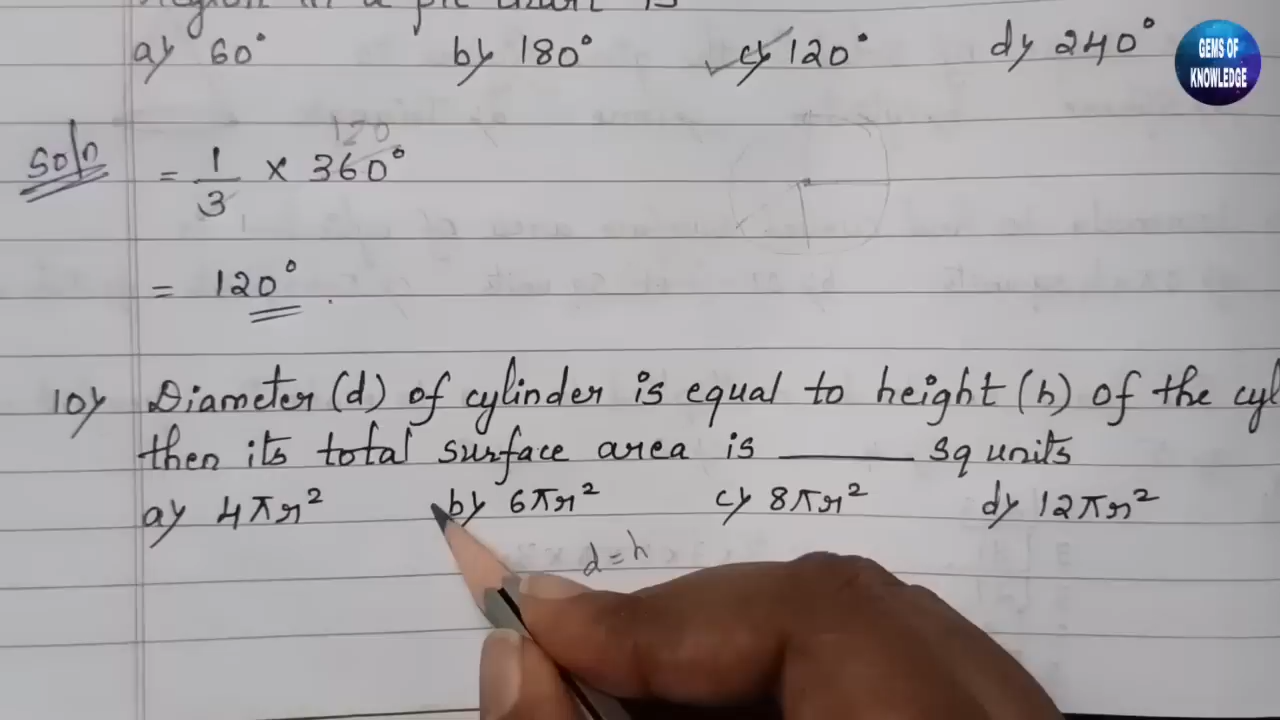 a) 60° b) 180° c) 120° d) 240°
GEMS OF
KNOWLEDGE
120
Soln = 1/3 × 360°
= 120°
10) Diameter (d) of cylinder is equal to height (h) of the cyl
then its total surface area is ______ sq units
a) 4πr² b) 6πr² c) 8πr² d) 12πr²
d = h